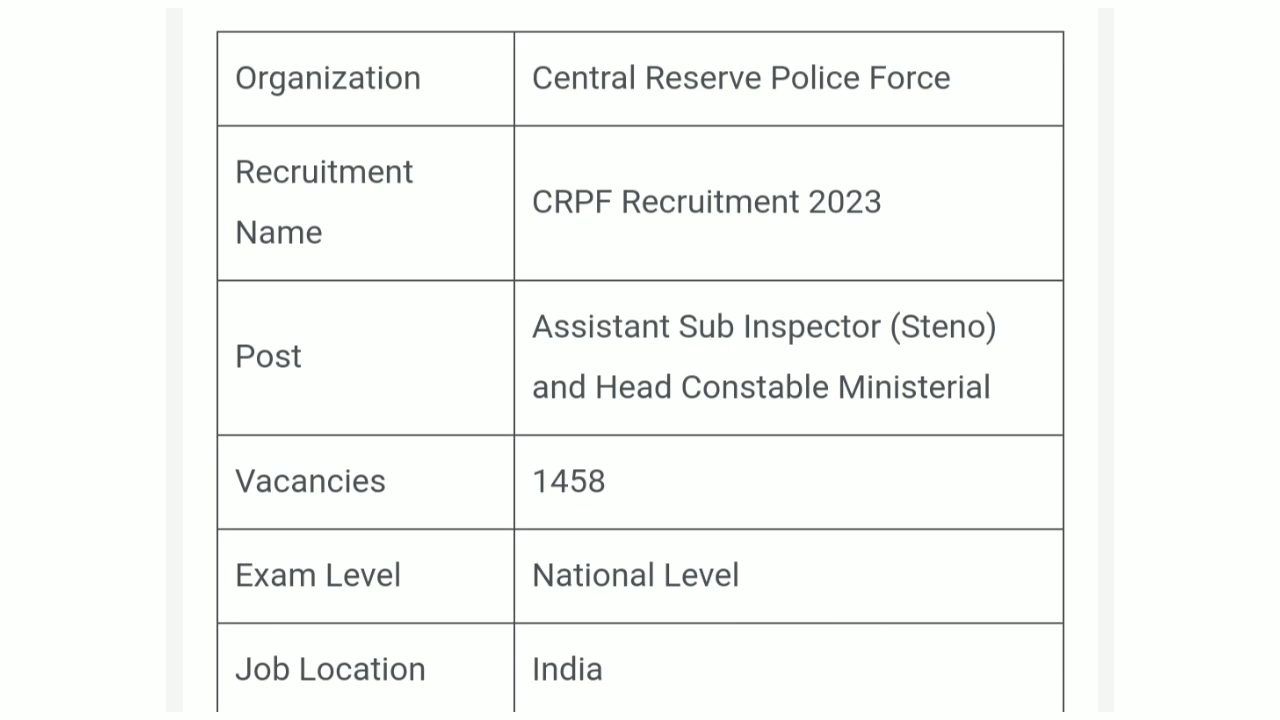 Organization
Central Reserve Police Force
Recruitment
Name
CRPF Recruitment 2023
Post
Assistant Sub Inspector (Steno)
and Head Constable Ministerial
Vacancies
1458
Exam Level
National Level
Job Location
India